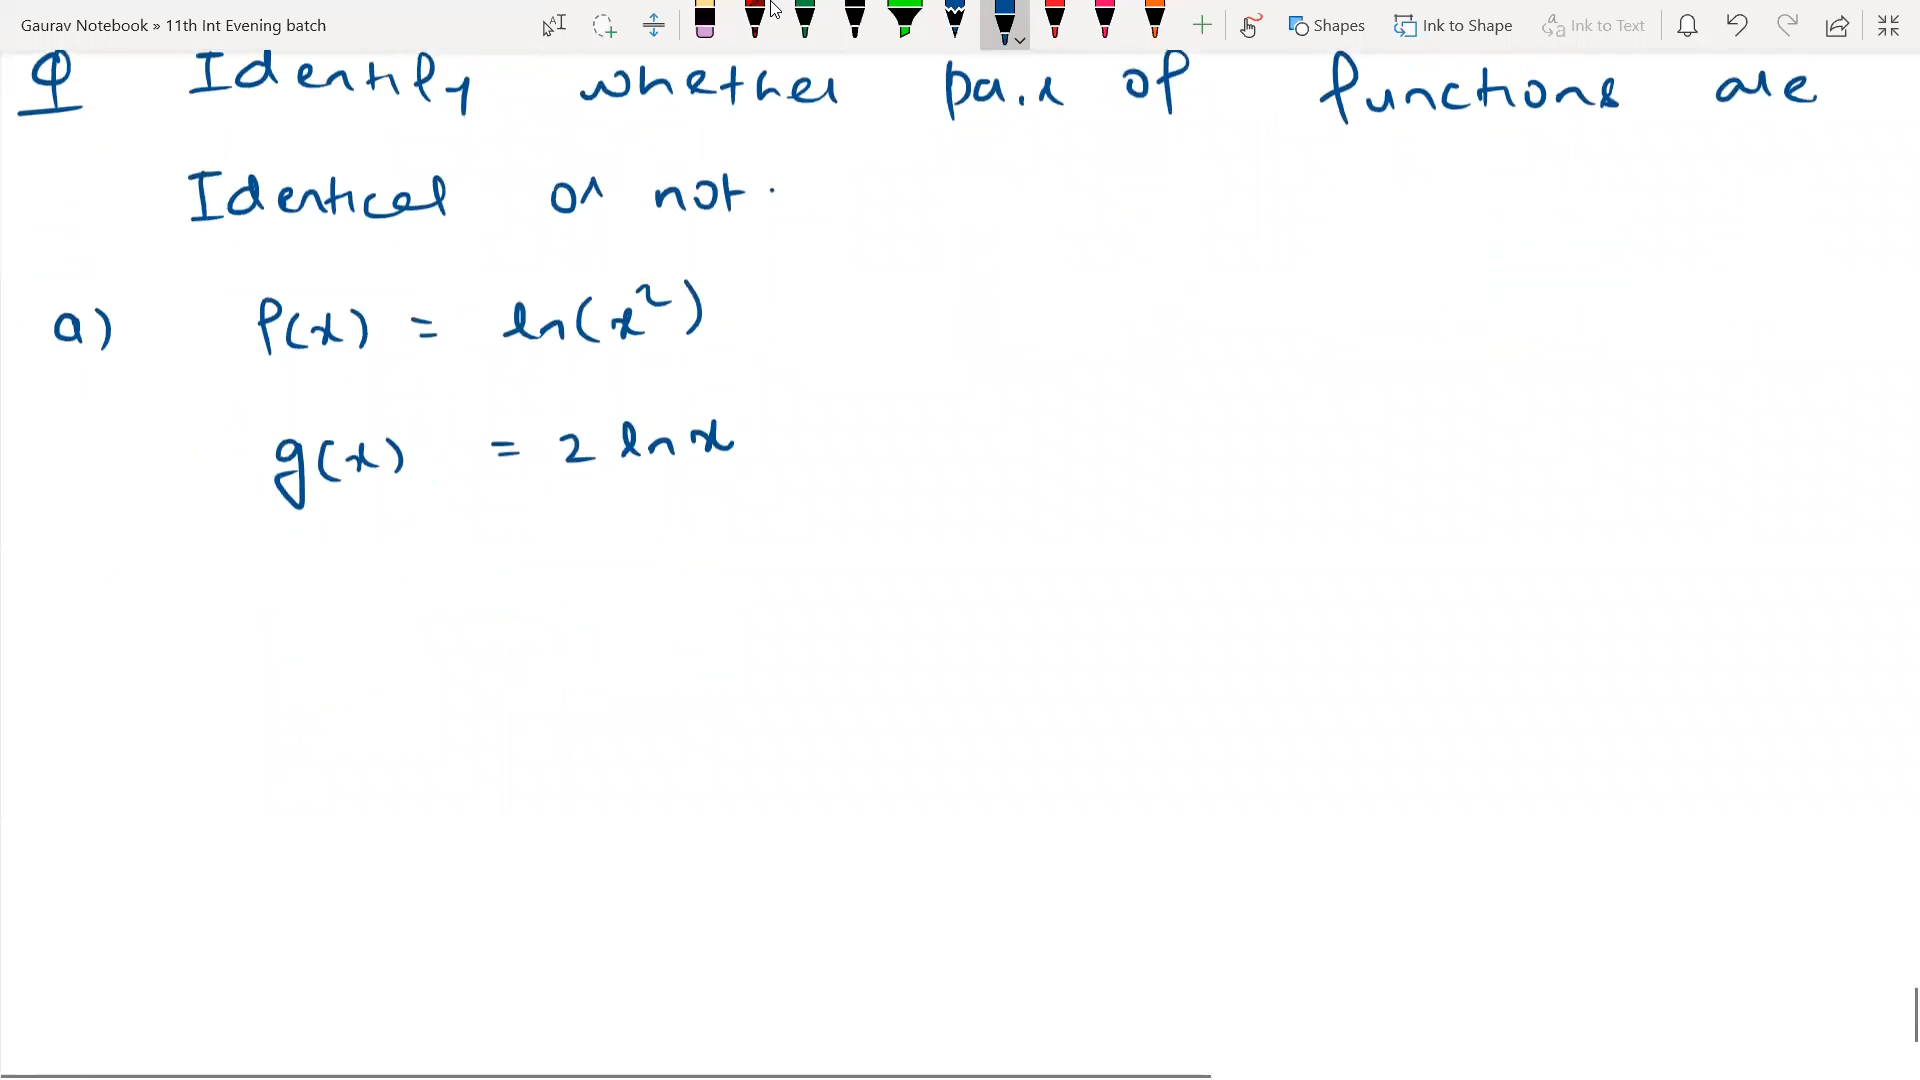 Gaurav Notebook » 11th Int Evening batch
Shapes
Ink to Shape
Ink to Text
Q Identify whether pair of functions are
Identical or not.
a) f(x) = ln(x²)
g(x) = 2 ln x